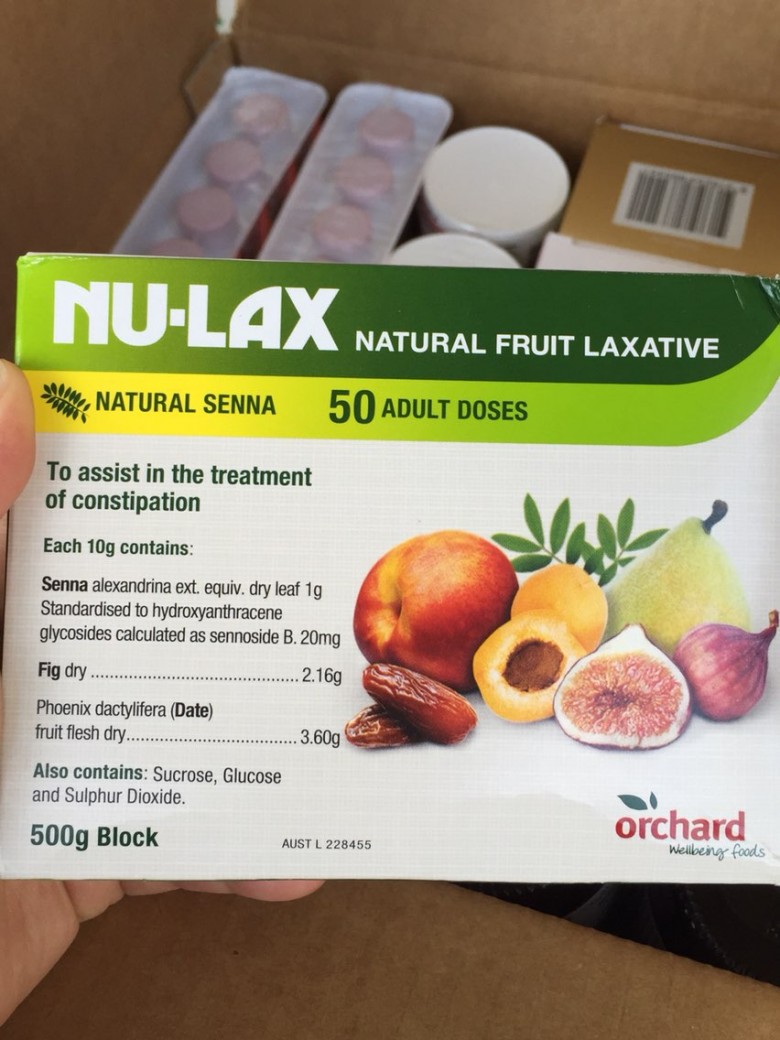 NU·LAX NATURAL FRUIT LAXATIVE
NATURAL SENNA 50 ADULT DOSES
To assist in the treatment
of constipation
Each 10g contains:
Senna alexandrina ext. equiv. dry leaf 1g
Standardised to hydroxyanthracene
glycosides calculated as sennoside B. 20mg
Fig dry ........................................ 2.16g
Phoenix dactylifera (Date)
fruit flesh dry................................. 3.60g
Also contains: Sucrose, Glucose
and Sulphur Dioxide.
500g Block
AUST L 228455
orchard
Wellbeing foods